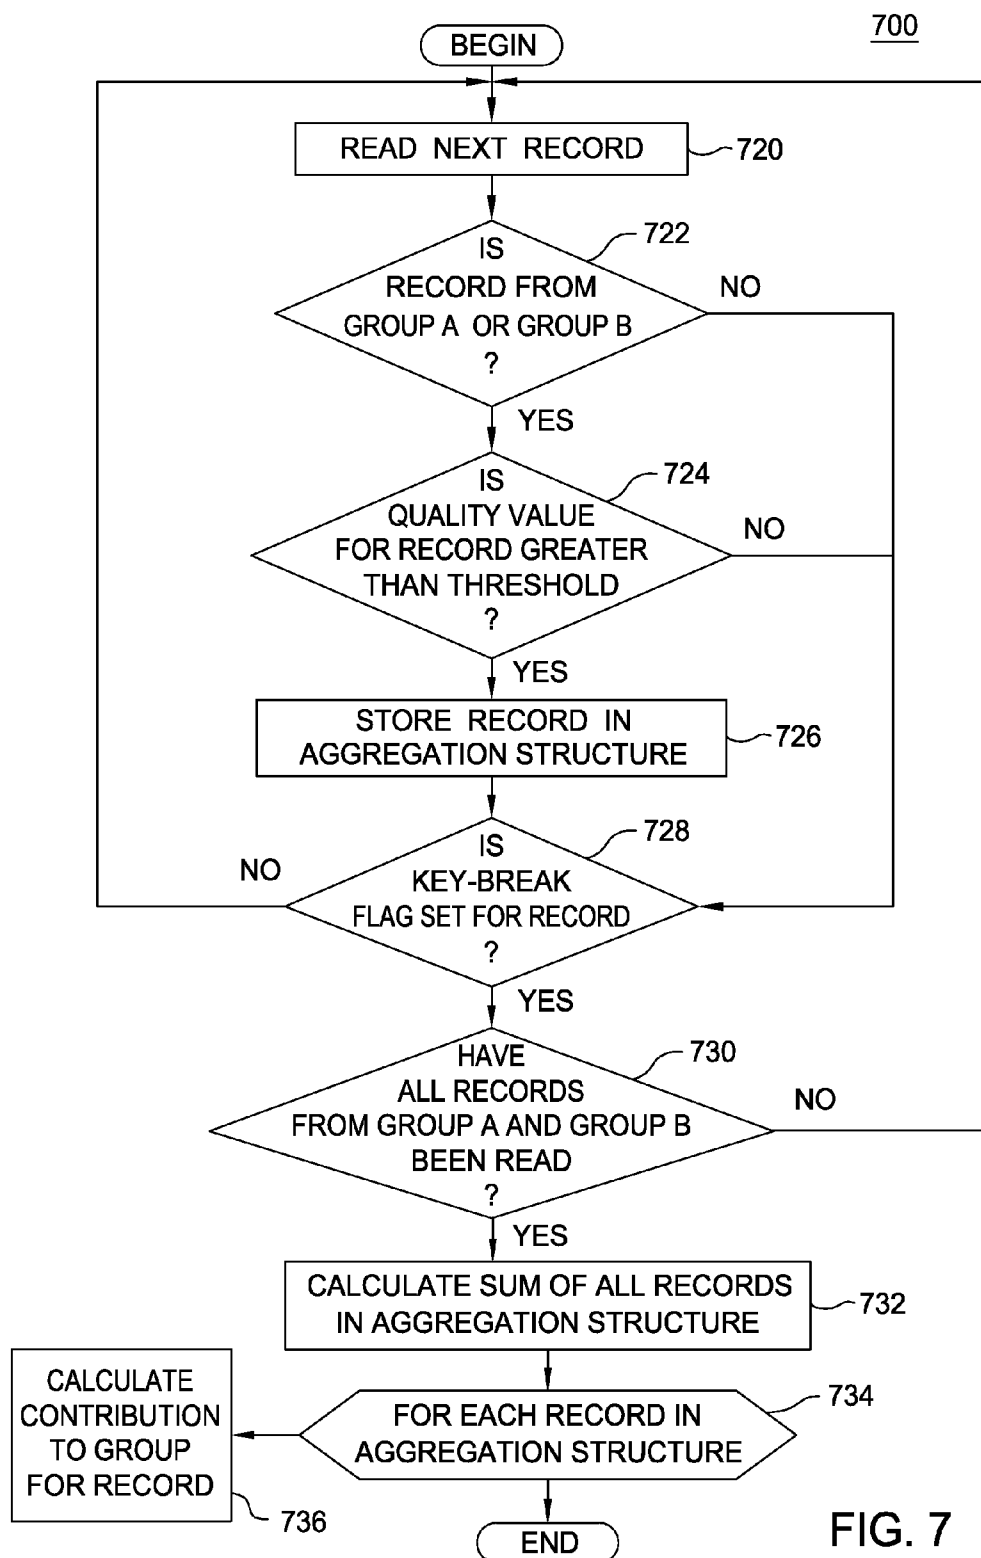 700
BEGIN
READ NEXT RECORD
720
722
IS
RECORD FROM
GROUP A OR GROUP B
?
NO
YES
724
IS
QUALITY VALUE
FOR RECORD GREATER
THAN THRESHOLD
?
NO
YES
STORE RECORD IN
AGGREGATION STRUCTURE
726
728
IS
KEY-BREAK
FLAG SET FOR RECORD
?
NO
YES
730
HAVE
ALL RECORDS
FROM GROUP A AND GROUP B
BEEN READ
?
NO
YES
CALCULATE SUM OF ALL RECORDS
IN AGGREGATION STRUCTURE
732
734
FOR EACH RECORD IN
AGGREGATION STRUCTURE
CALCULATE
CONTRIBUTION
TO GROUP
FOR RECORD
736
END
FIG. 7